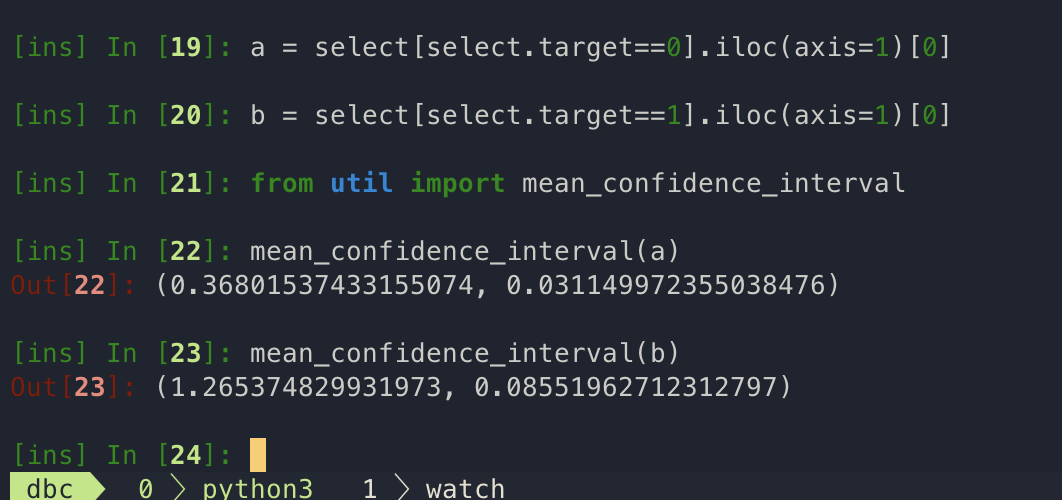 [ins] In [19]: a = select[select.target==0].iloc(axis=1)[0]
[ins] In [20]: b = select[select.target==1].iloc(axis=1)[0]
[ins] In [21]: from util import mean_confidence_interval
[ins] In [22]: mean_confidence_interval(a)
Out[22]: (0.36801537433155074, 0.031149972355038476)
[ins] In [23]: mean_confidence_interval(b)
Out[23]: (1.265374829931973, 0.08551962712312797)
[ins] In [24]:
dbc 0 python3 1 watch